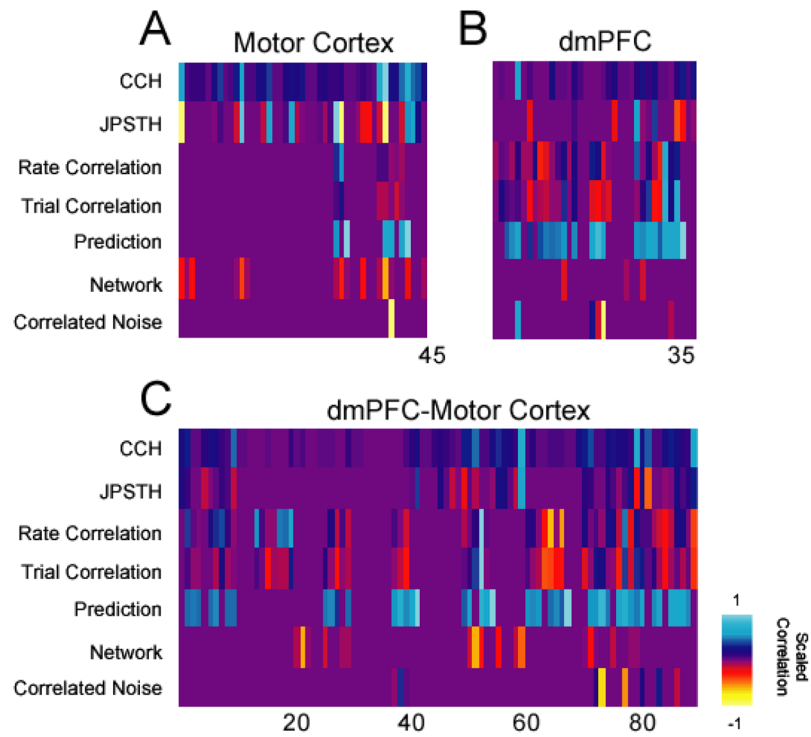 A
Motor Cortex
CCH
JPSTH
Rate Correlation
Trial Correlation
Prediction
Network
Correlated Noise
45
B
dmPFC
35
C
dmPFC-Motor Cortex
CCH
JPSTH
Rate Correlation
Trial Correlation
Prediction
Network
Correlated Noise
20 40 60 80
1
Scaled
Correlation
-1